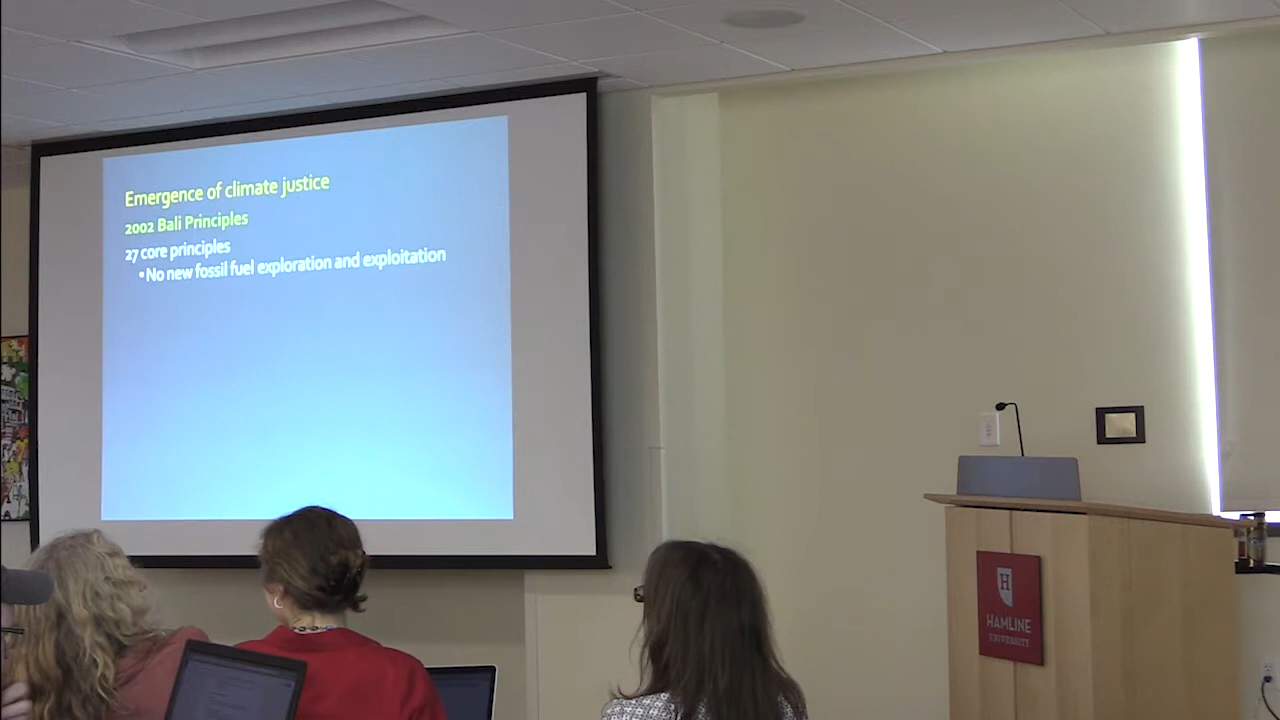 Emergence of climate justice
2002 Bali Principles
27 core principles
• No new fossil fuel exploration and exploitation
H
HAMLINE
UNIVERSITY